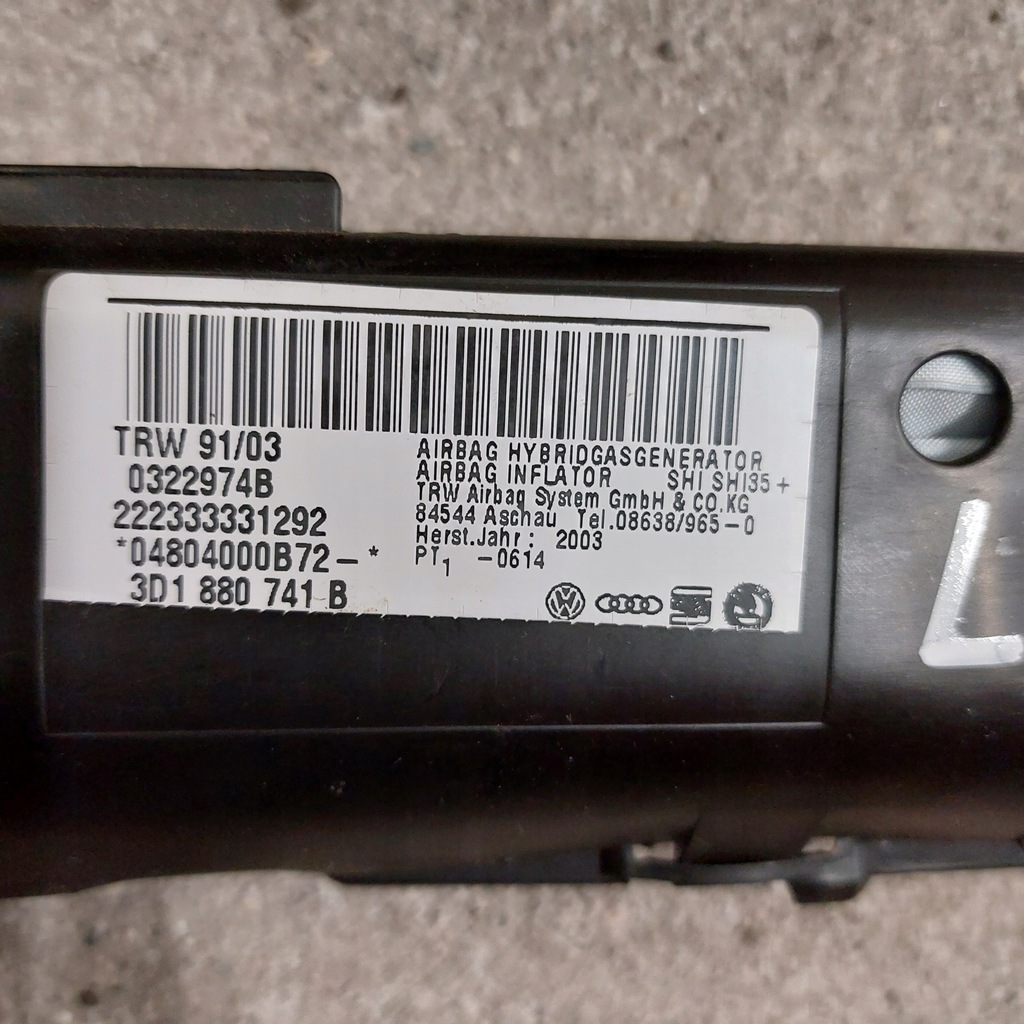 TRW 91/03
0322974B
222333331292
*04804000B72-*
3D1 880 741 B
AIRBAG HYBRIDGASGENERATOR
AIRBAG INFLATOR SHI SHI35+
TRW Airbag System GmbH & CO.KG
84544 Aschau Tel.08638/965-0
Herst.Jahr: 2003
PT1 -0614
L